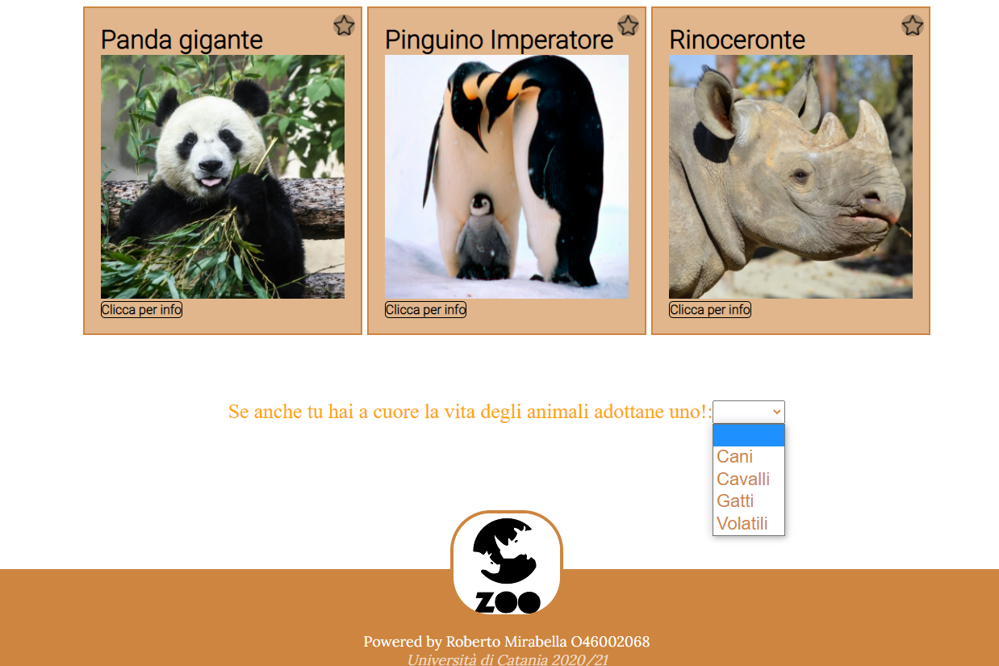 Panda gigante
Pinguino Imperatore
Rinoceronte
Clicca per info
Clicca per info
Clicca per info
Se anche tu hai a cuore la vita degli animali adottane uno!:
Cani
Cavalli
Gatti
Volatili
ZOO
Powered by Roberto Mirabella O46002068
Università di Catania 2020/21